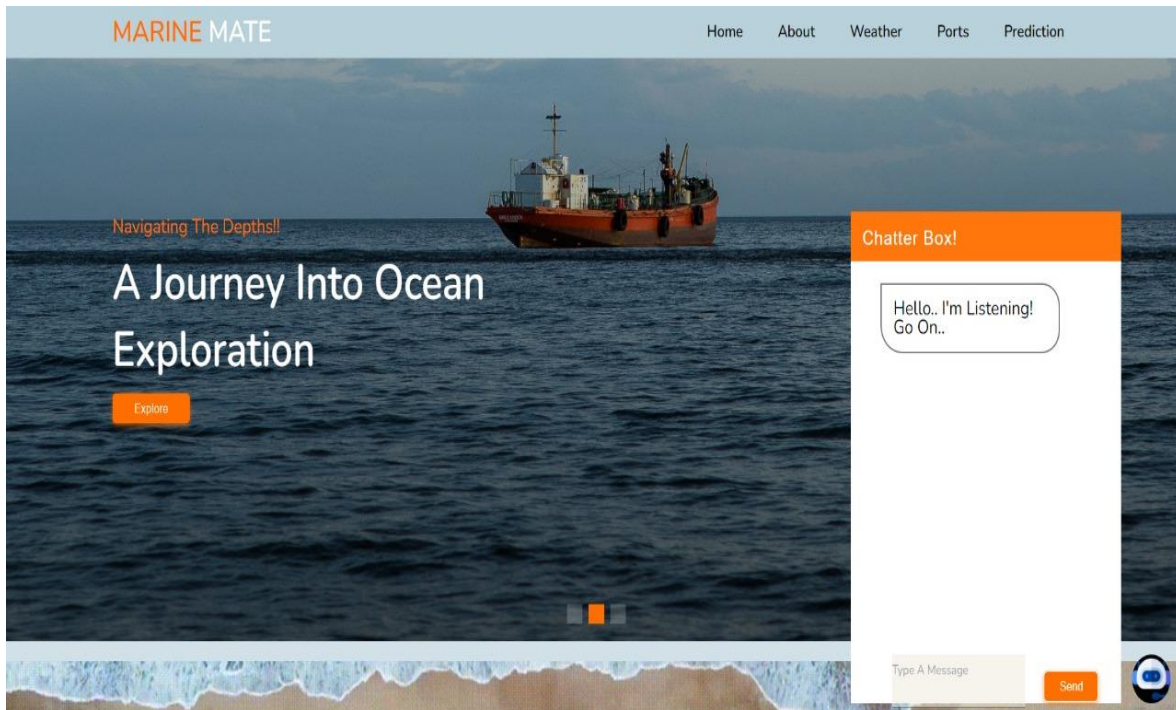 MARINE MATE
Home About Weather Ports Prediction
Navigating The Depths!!
A Journey Into Ocean
Exploration
Explore
Chatter Box!
Hello.. I'm Listening!
Go On..
Type A Message
Send